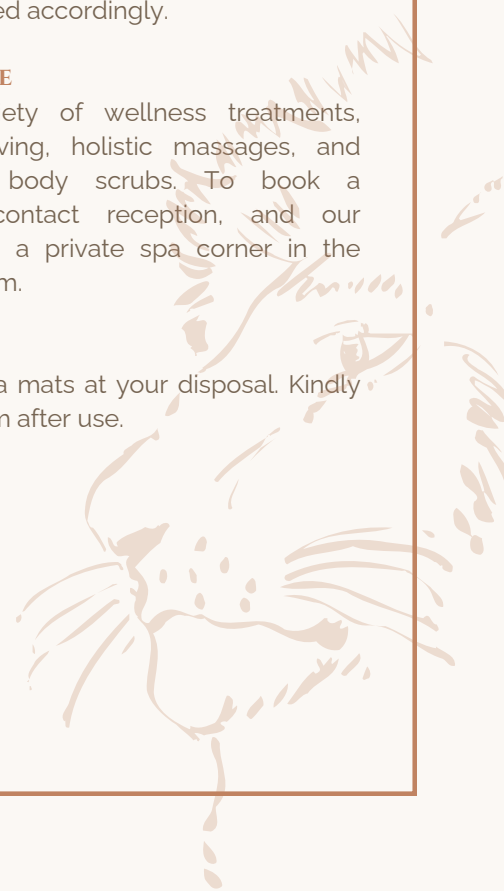 ed accordingly.
E
iety of wellness treatments,
ving, holistic massages, and
body scrubs. To book a
contact reception, and our
a private spa corner in the
m.
a mats at your disposal. Kindly
m after use.